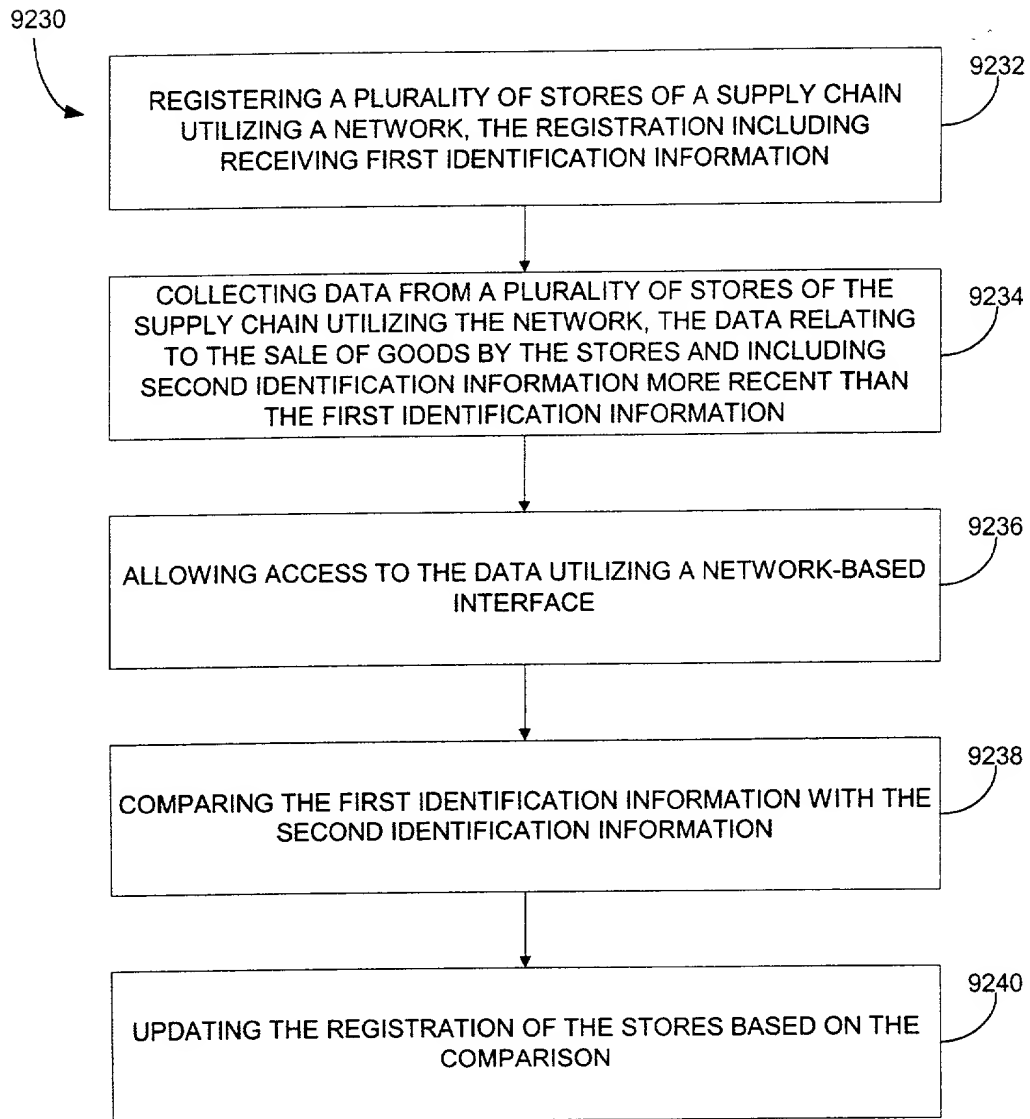 9230
9232
REGISTERING A PLURALITY OF STORES OF A SUPPLY CHAIN
UTILIZING A NETWORK, THE REGISTRATION INCLUDING
RECEIVING FIRST IDENTIFICATION INFORMATION
9234
COLLECTING DATA FROM A PLURALITY OF STORES OF THE
SUPPLY CHAIN UTILIZING THE NETWORK, THE DATA RELATING
TO THE SALE OF GOODS BY THE STORES AND INCLUDING
SECOND IDENTIFICATION INFORMATION MORE RECENT THAN
THE FIRST IDENTIFICATION INFORMATION
9236
ALLOWING ACCESS TO THE DATA UTILIZING A NETWORK-BASED
INTERFACE
9238
COMPARING THE FIRST IDENTIFICATION INFORMATION WITH THE
SECOND IDENTIFICATION INFORMATION
9240
UPDATING THE REGISTRATION OF THE STORES BASED ON THE
COMPARISON